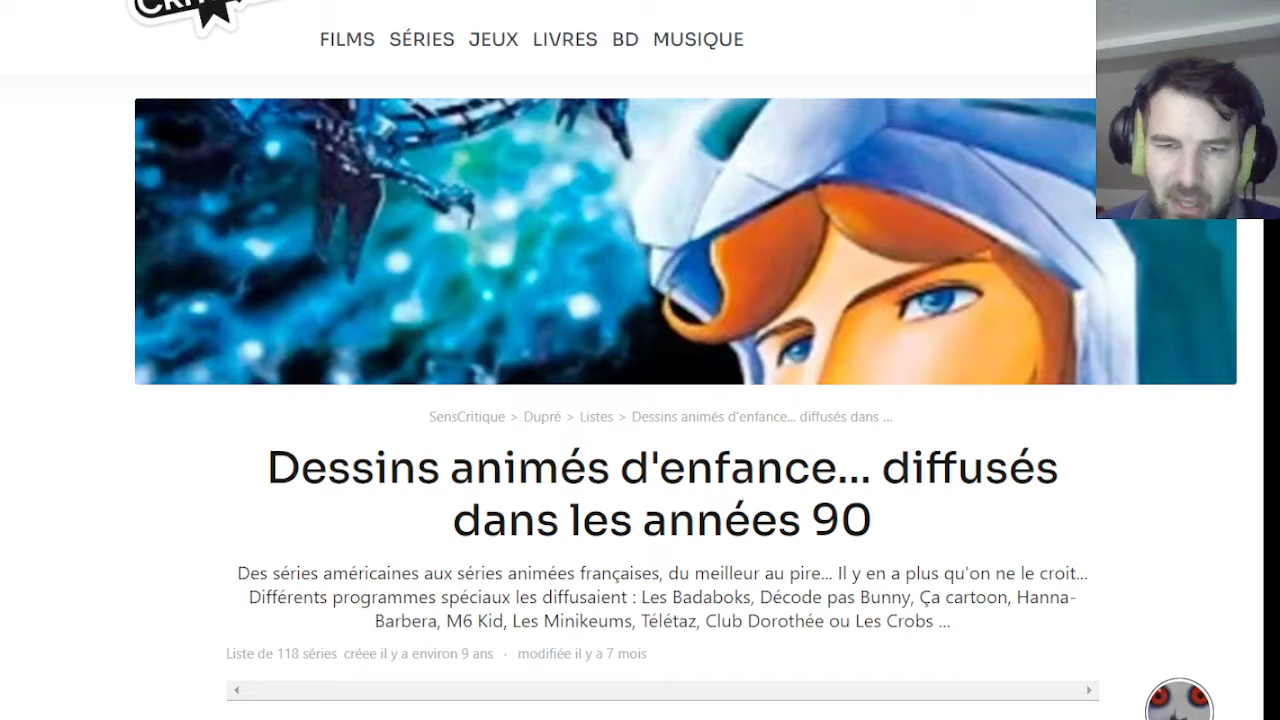 FILMS SÉRIES JEUX LIVRES BD MUSIQUE
SensCritique > Dupré > Listes > Dessins animés d'enfance... diffusés dans ...
Dessins animés d'enfance... diffusés
dans les années 90
Des séries américaines aux séries animées françaises, du meilleur au pire... Il y en a plus qu'on ne le croit...
Différents programmes spéciaux les diffusaient : Les Badaboks, Décode pas Bunny, Ça cartoon, Hanna-
Barbera, M6 Kid, Les Minikeums, Télétaz, Club Dorothée ou Les Crobs ...
Liste de 118 séries créee il y a environ 9 ans · modifiée il y a 7 mois